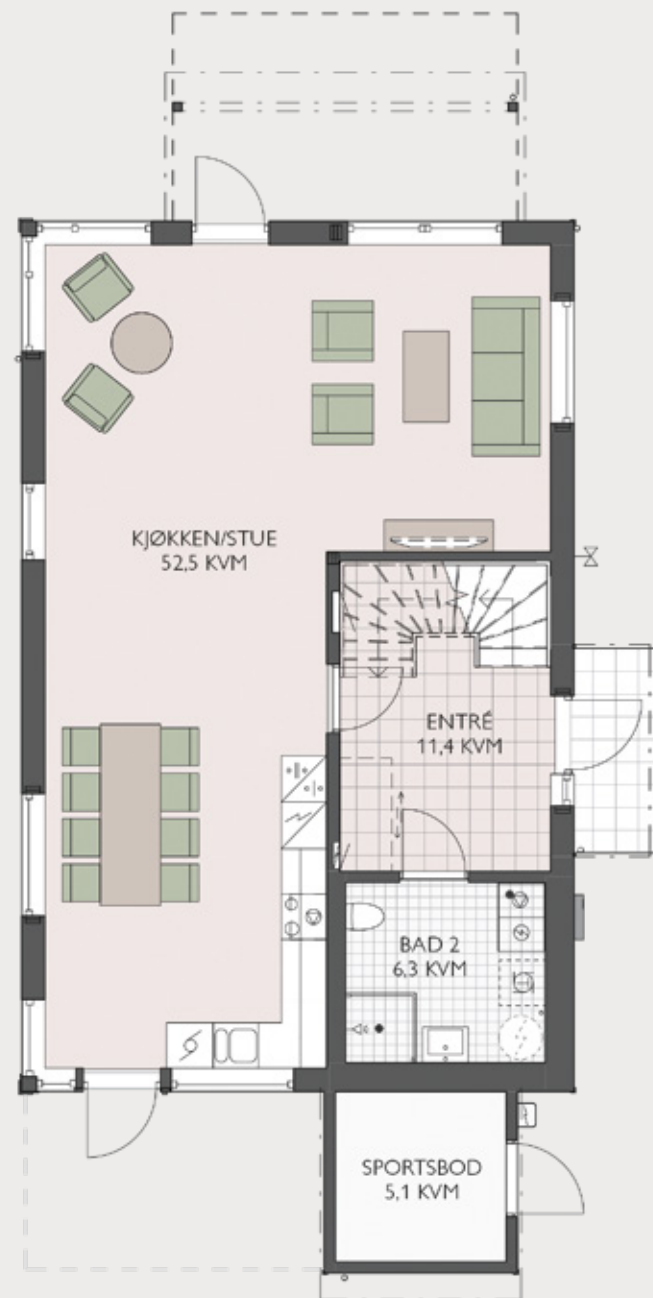 KJØKKEN/STUE
52,5 KVM
ENTRÉ
11,4 KVM
BAD 2
6,3 KVM
SPORTSBOD
5,1 KVM